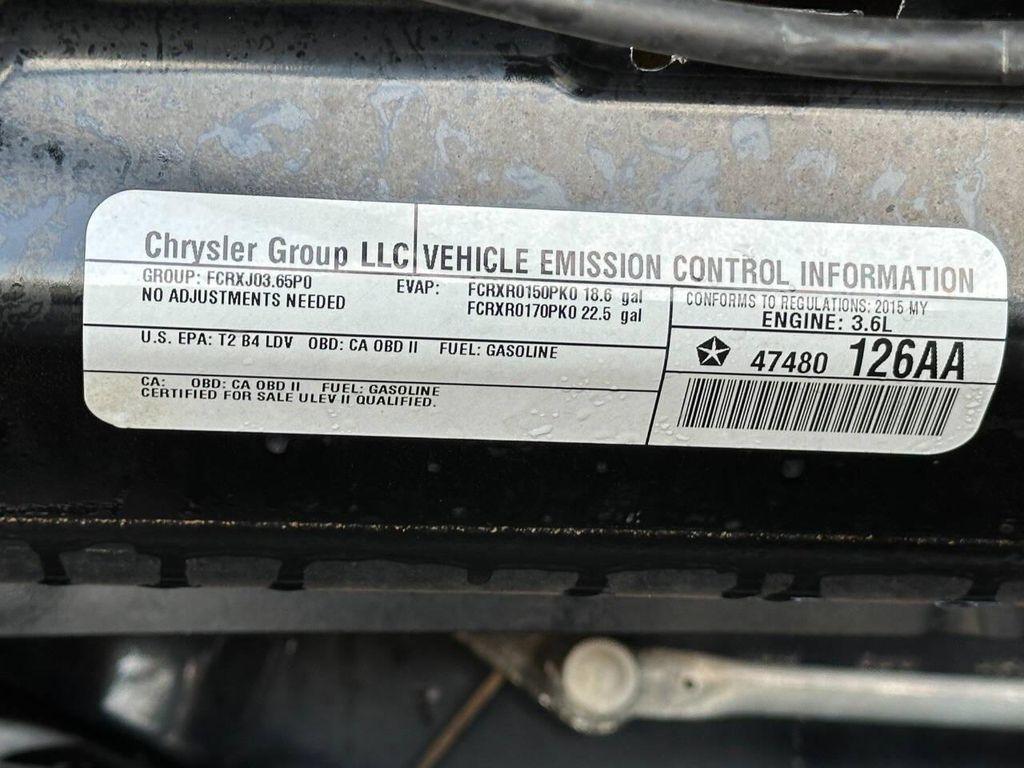 Chrysler Group LLC VEHICLE EMISSION CONTROL INFORMATION
GROUP: FCRXJ03.65P0
NO ADJUSTMENTS NEEDED
EVAP: FCRXR0150PK0 18.6 gal
FCRXR0170PK0 22.5 gal
CONFORMS TO REGULATIONS: 2015 MY
ENGINE: 3.6L
U.S. EPA: T2 B4 LDV OBD: CA OBD II FUEL: GASOLINE
47480 126AA
CA: OBD: CA OBD II FUEL: GASOLINE
CERTIFIED FOR SALE ULEV II QUALIFIED.